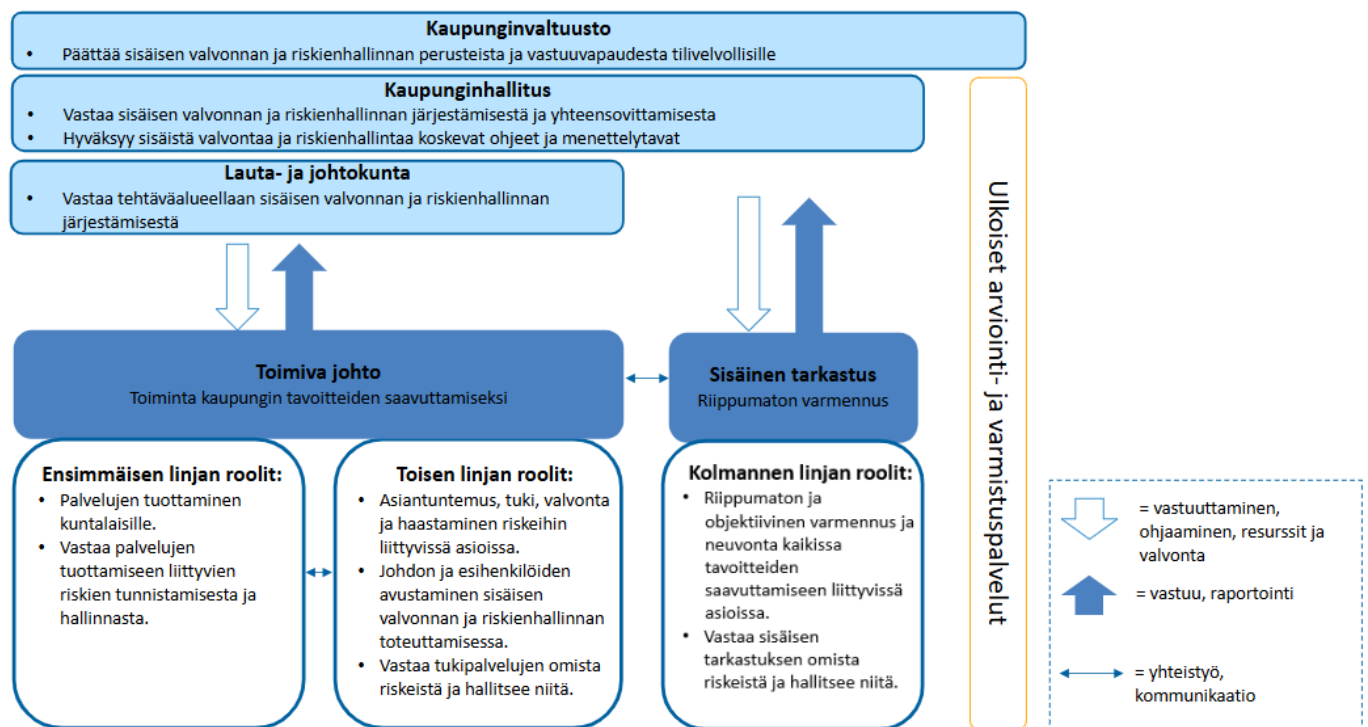 Kaupunginvaltuusto
• Päättää sisäisen valvonnan ja riskienhallinnan perusteista ja vastuuvapaudesta tilivelvollisille
Kaupunginhallitus
• Vastaa sisäisen valvonnan ja riskienhallinnan järjestämisestä ja yhteensovittamisesta
• Hyväksyy sisäistä valvontaa ja riskienhallintaa koskevat ohjeet ja menettelytavat
Lauta- ja johtokunta
• Vastaa tehtäväalueellaan sisäisen valvonnan ja riskienhallinnan
järjestämisestä
Toimiva johto
Toiminta kaupungin tavoitteiden saavuttamiseksi
Sisäinen tarkastus
Riippumaton varmennus
Ensimmäisen linjan roolit:
• Palvelujen tuottaminen
kuntalaisille.
• Vastaa palvelujen
tuottamiseen liittyvien
riskien tunnistamisesta ja
hallinnasta.
Toisen linjan roolit:
• Asiantuntemus, tuki, valvonta
ja haastaminen riskeihin
liittyvissä asioissa.
• Johdon ja esihenkilöiden
avustaminen sisäisen
valvonnan ja riskienhallinnan
toteuttamisessa.
• Vastaa tukipalvelujen omista
riskeistä ja hallitsee niitä.
Kolmannen linjan roolit:
• Riippumaton ja
objektiivinen varmennus ja
neuvonta kaikissa
tavoitteiden
saavuttamiseen liittyvissä
asioissa.
• Vastaa sisäisen
tarkastuksen omista
riskeistä ja hallitsee niitä.
Ulkoiset arviointi- ja varmistuspalvelut
= vastuuttaminen,
ohjaaminen, resurssit ja
valvonta
= vastuu, raportointi
= yhteistyö,
kommunikaatio